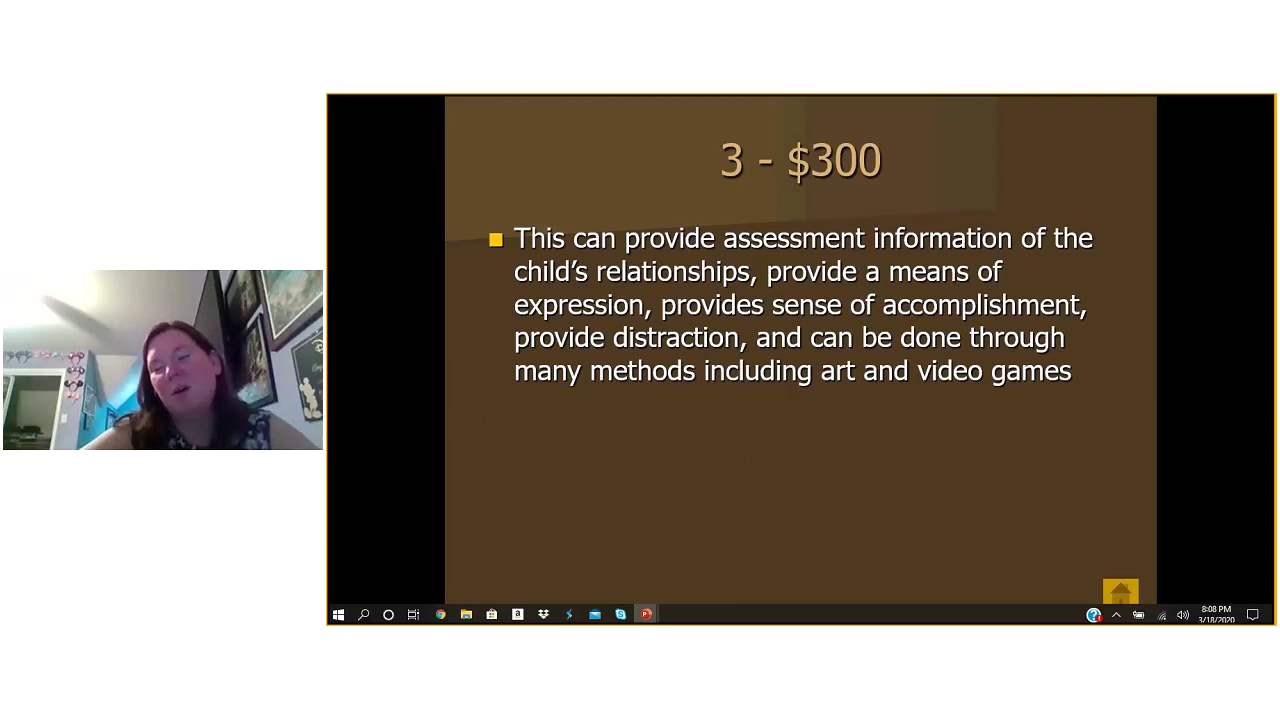 3 - $300
This can provide assessment information of the
child's relationships, provide a means of
expression, provides sense of accomplishment,
provide distraction, and can be done through
many methods including art and video games
8:08 PM
3/18/2020